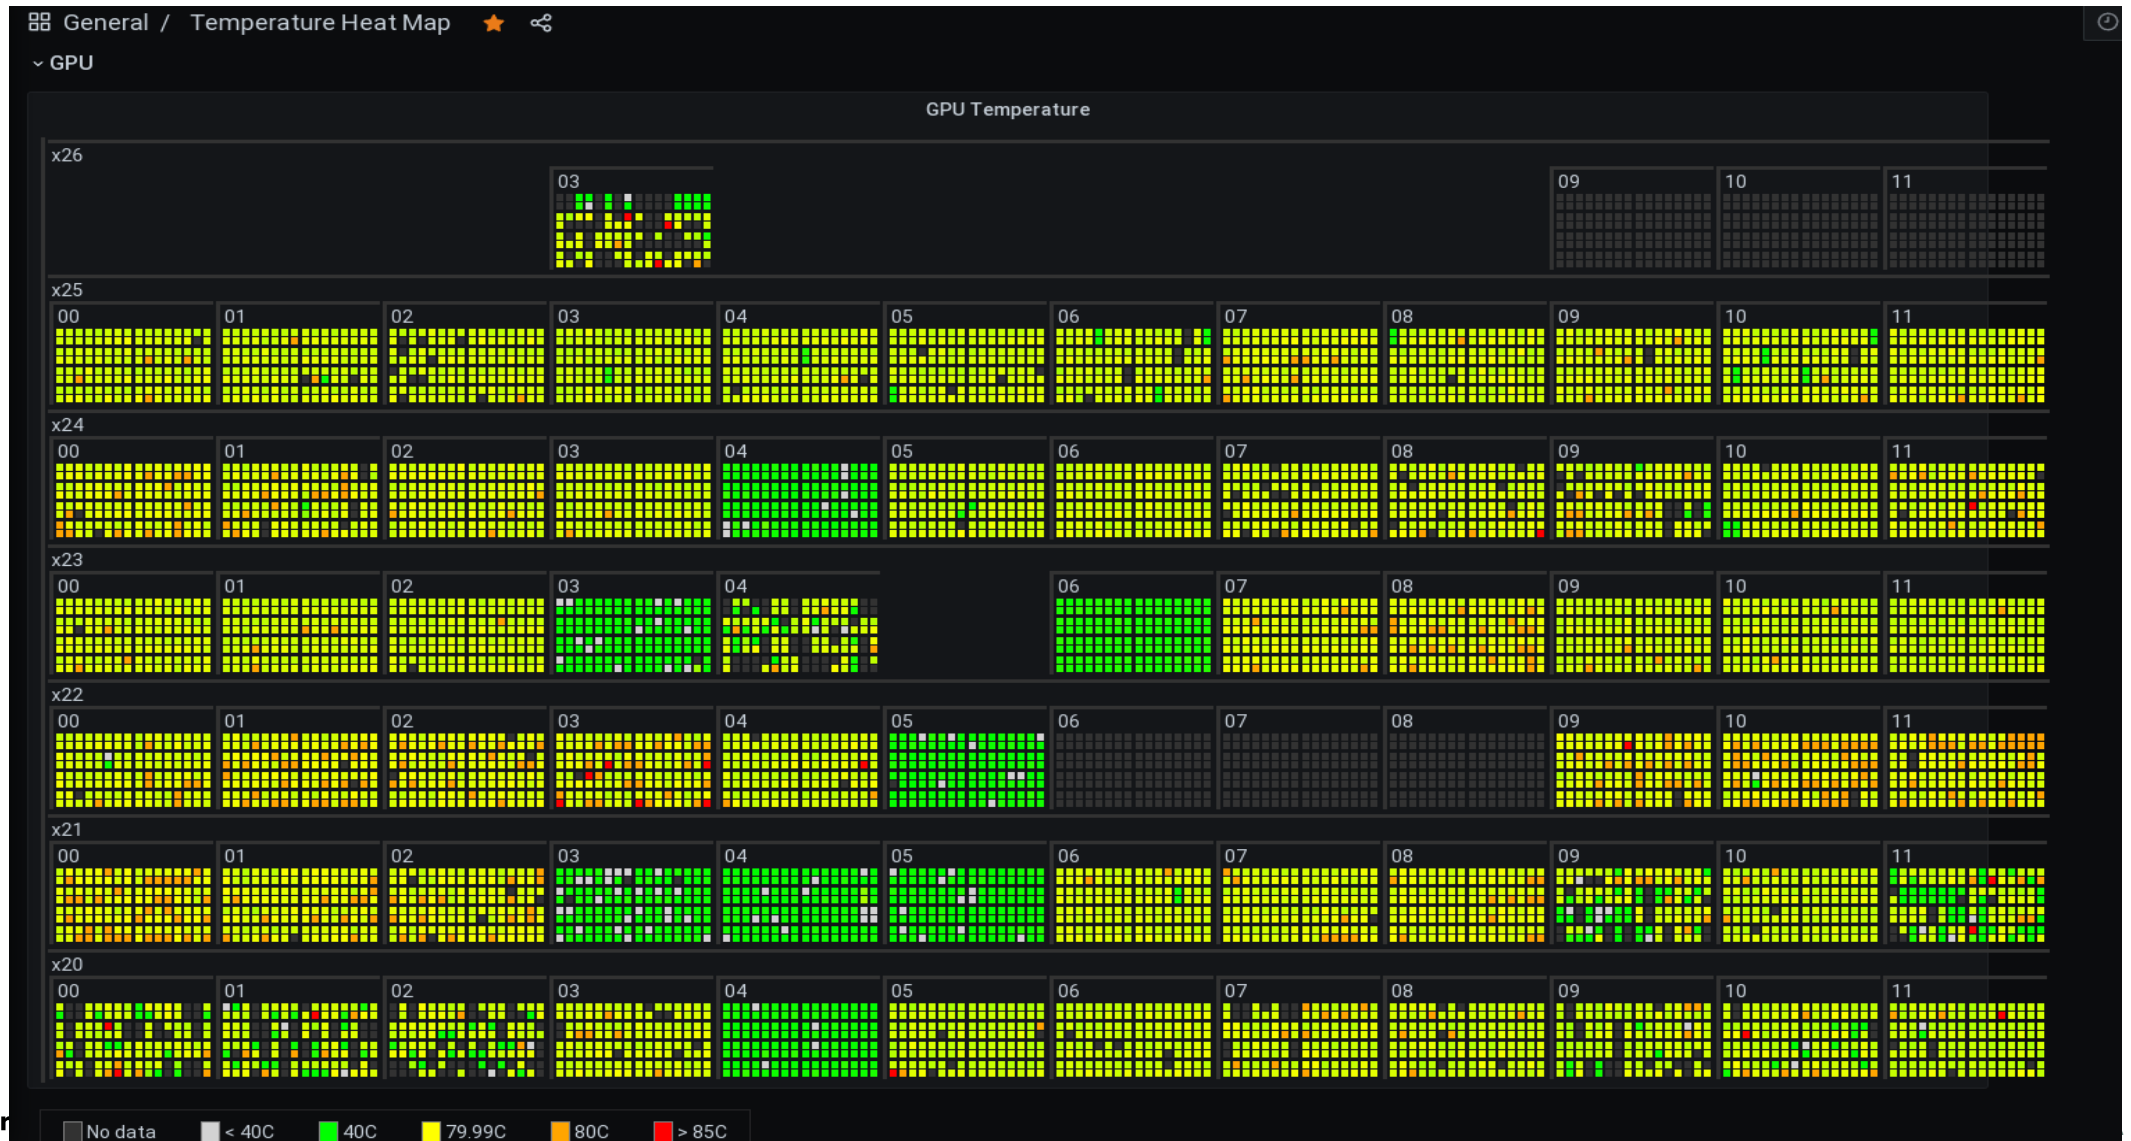 General / Temperature Heat Map
GPU
GPU Temperature
x26
03 09 10 11
x25
00 01 02 03 04 05 06 07 08 09 10 11
x24
00 01 02 03 04 05 06 07 08 09 10 11
x23
00 01 02 03 04 06 07 08 09 10 11
x22
00 01 02 03 04 05 06 07 08 09 10 11
x21
00 01 02 03 04 05 06 07 08 09 10 11
x20
00 01 02 03 04 05 06 07 08 09 10 11
No data < 40C 40C 79.99C 80C > 85C